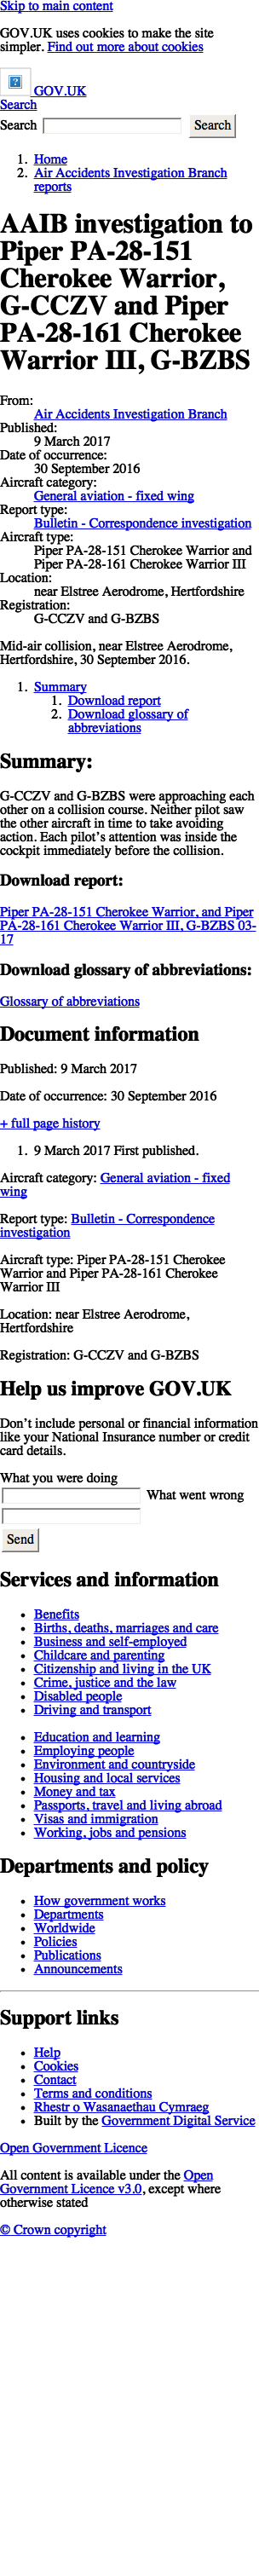 Skip to main content
GOV.UK uses cookies to make the site
simpler. Find out more about cookies
GOV.UK
Search
Search Search
1. Home
2. Air Accidents Investigation Branch
reports
AAIB investigation to
Piper PA-28-151
Cherokee Warrior,
G-CCZV and Piper
PA-28-161 Cherokee
Warrior III, G-BZBS
From:
Air Accidents Investigation Branch
Published:
9 March 2017
Date of occurrence:
30 September 2016
Aircraft category:
General aviation - fixed wing
Report type:
Bulletin - Correspondence investigation
Aircraft type:
Piper PA-28-151 Cherokee Warrior and
Piper PA-28-161 Cherokee Warrior III
Location:
near Elstree Aerodrome, Hertfordshire
Registration:
G-CCZV and G-BZBS
Mid-air collision, near Elstree Aerodrome,
Hertfordshire, 30 September 2016.
1. Summary
1. Download report
2. Download glossary of
abbreviations
Summary:
G-CCZV and G-BZBS were approaching each
other on a collision course. Neither pilot saw
the other aircraft in time to take avoiding
action. Each pilot's attention was inside the
cockpit immediately before the collision.
Download report:
Piper PA-28-151 Cherokee Warrior, and Piper
PA-28-161 Cherokee Warrior III, G-BZBS 03-
17
Download glossary of abbreviations:
Glossary of abbreviations
Document information
Published: 9 March 2017
Date of occurrence: 30 September 2016
+ full page history
1. 9 March 2017 First published.
Aircraft category: General aviation - fixed
wing
Report type: Bulletin - Correspondence
investigation
Aircraft type: Piper PA-28-151 Cherokee
Warrior and Piper PA-28-161 Cherokee
Warrior III
Location: near Elstree Aerodrome,
Hertfordshire
Registration: G-CCZV and G-BZBS
Help us improve GOV.UK
Don't include personal or financial information
like your National Insurance number or credit
card details.
What you were doing
What went wrong
Send
Services and information
• Benefits
• Births, deaths, marriages and care
• Business and self-employed
• Childcare and parenting
• Citizenship and living in the UK
• Crime, justice and the law
• Disabled people
• Driving and transport
• Education and learning
• Employing people
• Environment and countryside
• Housing and local services
• Money and tax
• Passports, travel and living abroad
• Visas and immigration
• Working, jobs and pensions
Departments and policy
• How government works
• Departments
• Worldwide
• Policies
• Publications
• Announcements
Support links
• Help
• Cookies
• Contact
• Terms and conditions
• Rhestr o Wasanaethau Cymraeg
• Built by the Government Digital Service
Open Government Licence
All content is available under the Open
Government Licence v3.0, except where
otherwise stated
© Crown copyright